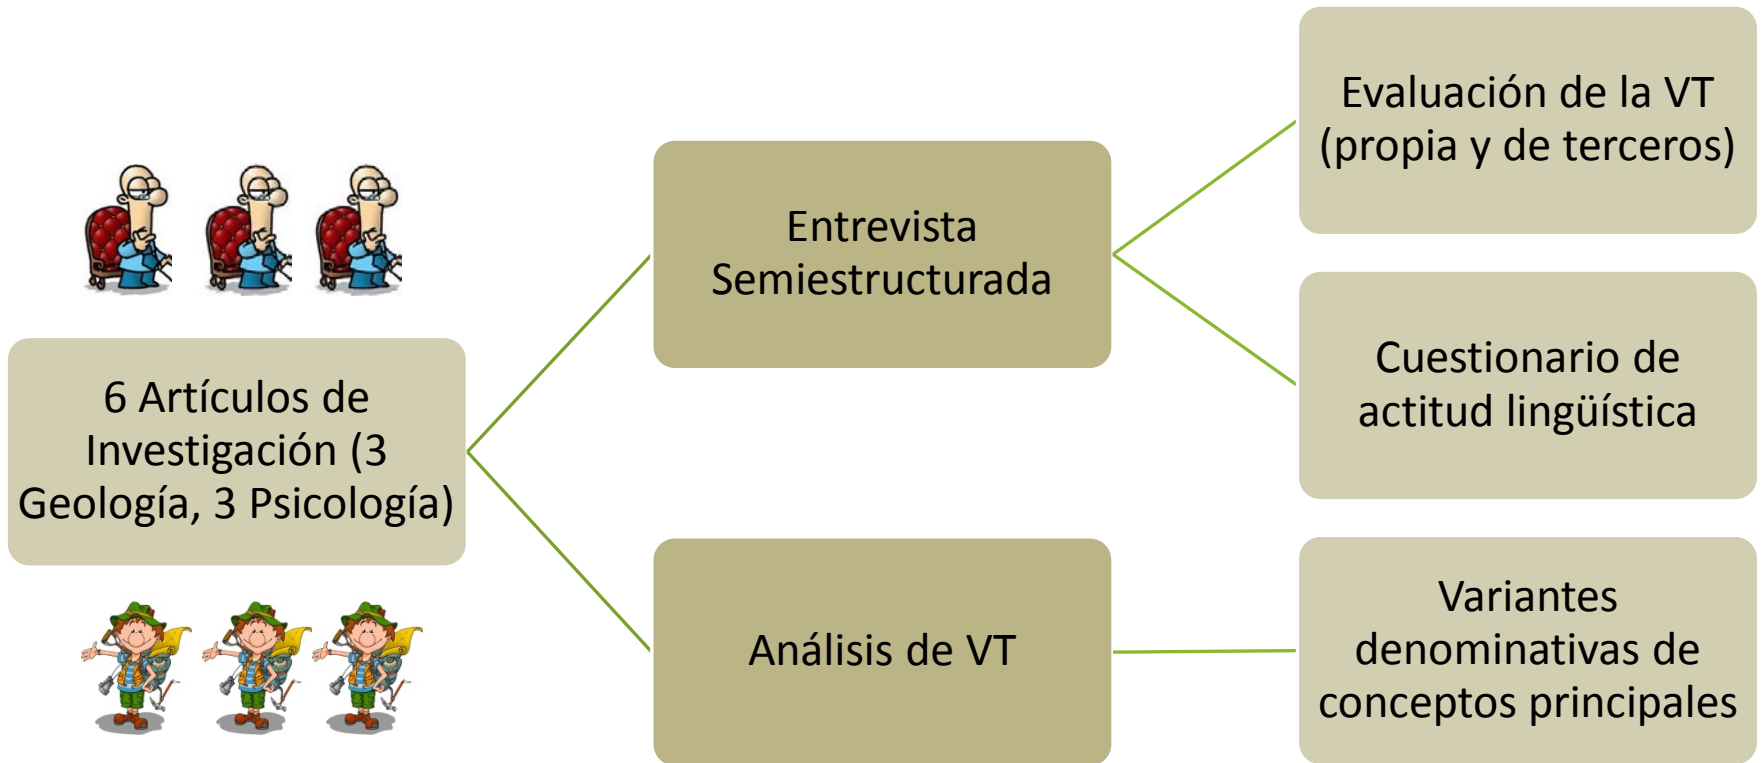 6 Artículos de
Investigación (3
Geología, 3 Psicología)
Entrevista
Semiestructurada
Análisis de VT
Evaluación de la VT
(propia y de terceros)
Cuestionario de
actitud lingüística
Variantes
denominativas de
conceptos principales